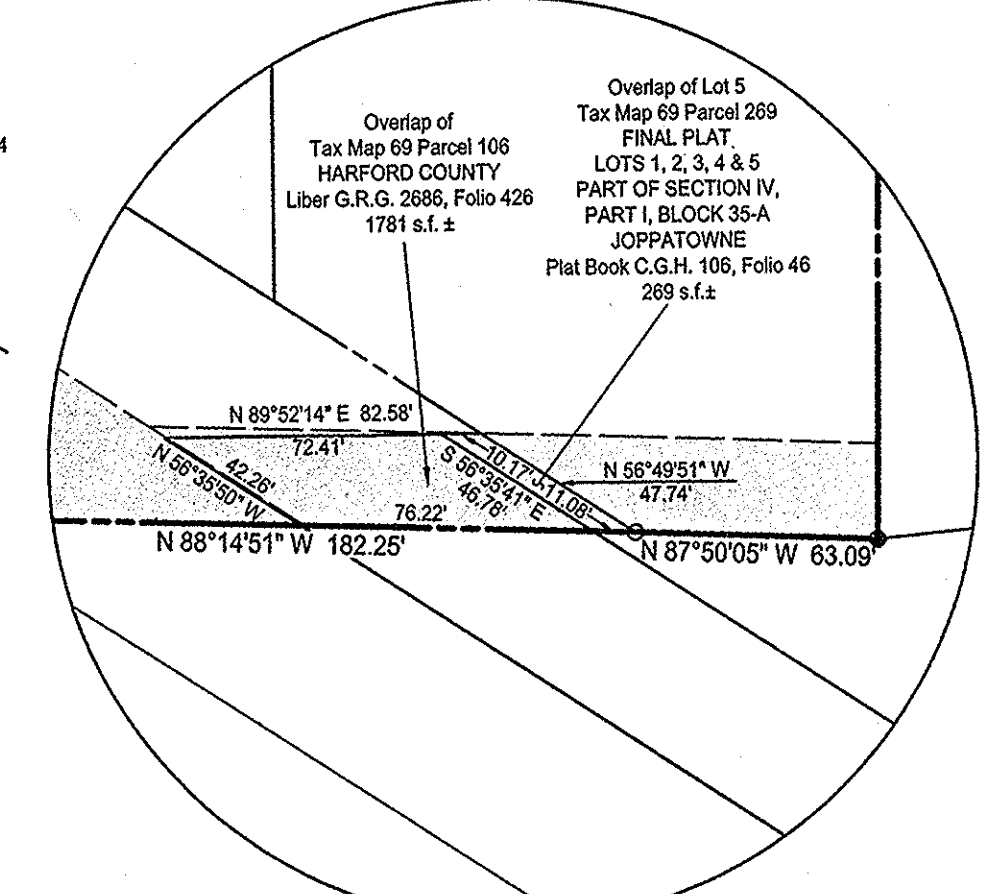 4
Overlap of
Tax Map 69 Parcel 106
HARFORD COUNTY
Liber G.R.G. 2686, Folio 426
1781 s.f. ±
Overlap of Lot 5
Tax Map 69 Parcel 269
FINAL PLAT
LOTS 1, 2, 3, 4 & 5
PART OF SECTION IV,
PART I, BLOCK 35-A
JOPPATOWNE
Plat Book C.G.H. 106, Folio 46
269 s.f.±
N 89°52'14" E 82.58'
72.41'
10.17'
11.08'
N 56°35'50" W
42.26'
S 56°35'41" E
46.78'
N 56°49'51" W
47.74'
76.22'
N 88°14'51" W 182.25'
N 87°50'05" W 63.09'